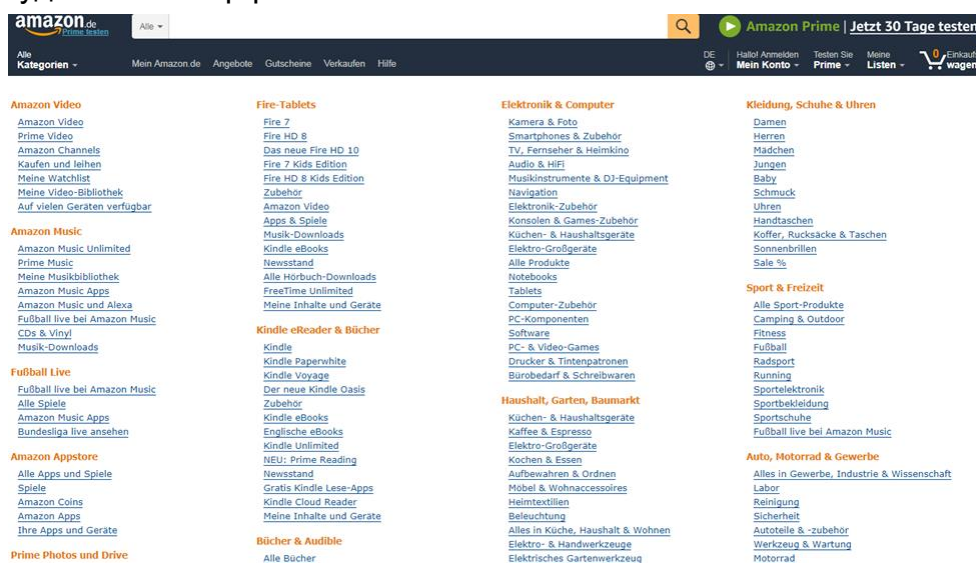 amazon.de
Prime testen
Alle
Amazon Prime | Jetzt 30 Tage testen
Alle
Kategorien
Mein Amazon.de Angebote Gutscheine Verkaufen Hilfe
DE
Hallo! Anmelden
Mein Konto
Testen Sie
Prime
Meine
Listen
0
Amazon Video
Amazon Video
Prime Video
Amazon Channels
Kaufen und leihen
Meine Watchlist
Meine Video-Bibliothek
Auf vielen Geräten verfügbar
Amazon Music
Amazon Music Unlimited
Prime Music
Meine Musikbibliothek
Amazon Music Apps
Amazon Music und Alexa
Fußball live bei Amazon Music
CDs & Vinyl
Musik-Downloads
Fußball Live
Fußball live bei Amazon Music
Alle Spiele
Amazon Music Apps
Bundesliga live ansehen
Amazon Appstore
Alle Apps und Spiele
Spiele
Amazon Coins
Amazon Apps
Ihre Apps und Geräte
Prime Photos und Drive
Fire-Tablets
Fire 7
Fire HD 8
Das neue Fire HD 10
Fire 7 Kids Edition
Fire HD 8 Kids Edition
Zubehör
Amazon Video
Apps & Spiele
Musik-Downloads
Kindle eBooks
Newsstand
Alle Hörbuch-Downloads
FreeTime Unlimited
Meine Inhalte und Geräte
Kindle eReader & Bücher
Kindle
Kindle Paperwhite
Kindle Voyage
Der neue Kindle Oasis
Zubehör
Kindle eBooks
Englische eBooks
Kindle Unlimited
NEU: Prime Reading
Newsstand
Gratis Kindle Lese-Apps
Kindle Cloud Reader
Meine Inhalte und Geräte
Bücher & Audible
Alle Bücher
Elektronik & Computer
Kamera & Foto
Smartphones & Zubehör
TV, Fernseher & Heimkino
Audio & HiFi
Musikinstrumente & DJ-Equipment
Navigation
Elektronik-Zubehör
Konsolen & Games-Zubehör
Küchen- & Haushaltsgeräte
Elektro-Großgeräte
Alle Produkte
Notebooks
Tablets
Computer-Zubehör
PC-Komponenten
Software
PC- & Video-Games
Drucker & Tintenpatronen
Bürobedarf & Schreibwaren
Haushalt, Garten, Baumarkt
Küchen- & Haushaltsgeräte
Kaffee & Espresso
Elektro-Großgeräte
Kochen & Essen
Aufbewahren & Ordnen
Möbel & Wohnaccessoires
Heimtextilien
Beleuchtung
Alles in Küche, Haushalt & Wohnen
Elektro- & Handwerkzeuge
Elektrisches Gartenwerkzeug
Kleidung, Schuhe & Uhren
Damen
Herren
Mädchen
Jungen
Baby
Schmuck
Uhren
Handtaschen
Koffer, Rucksäcke & Taschen
Sonnenbrillen
Sale %
Sport & Freizeit
Alle Sport-Produkte
Camping & Outdoor
Fitness
Fußball
Radsport
Running
Sportelektronik
Sportbekleidung
Sportschuhe
Fußball live bei Amazon Music
Auto, Motorrad & Gewerbe
Alles in Gewerbe, Industrie & Wissenschaft
Labor
Reinigung
Sicherheit
Autoteile & -zubehör
Werkzeug & Wartung
Motorrad